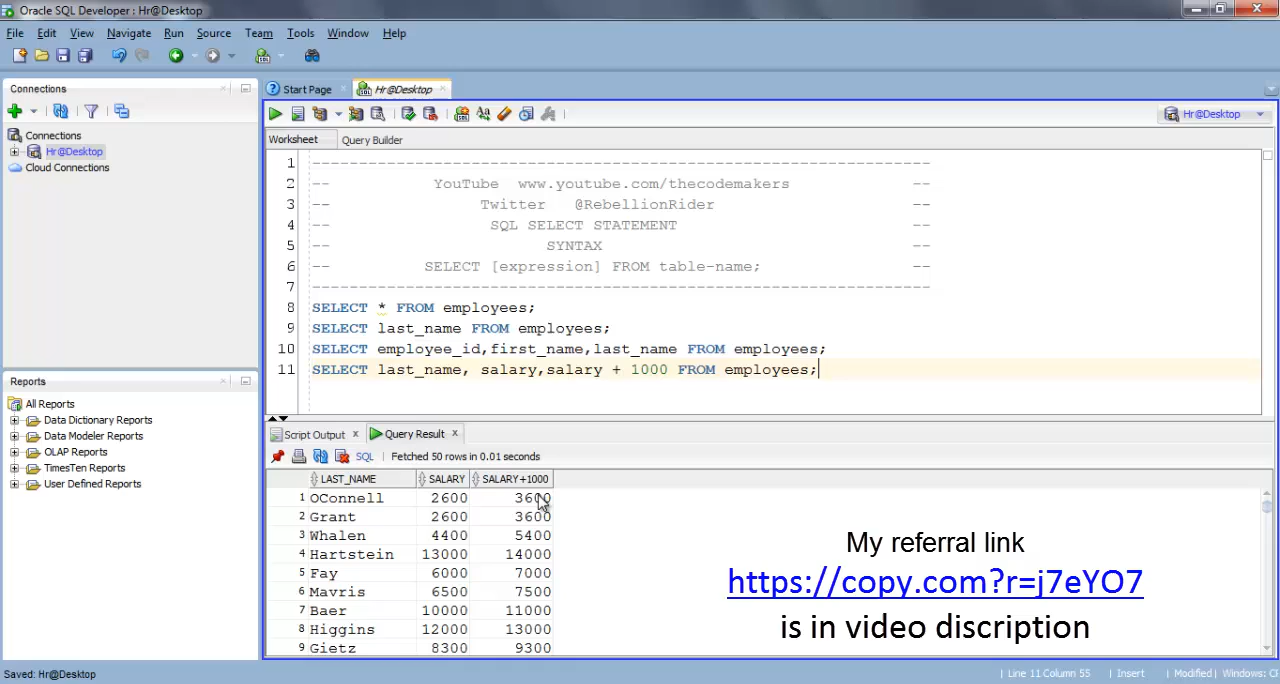 Oracle SQL Developer : Hr@Desktop
File Edit View Navigate Run Source Team Tools Window Help
Connections
Connections
Hr@Desktop
Cloud Connections
Reports
All Reports
Data Dictionary Reports
Data Modeler Reports
OLAP Reports
TimesTen Reports
User Defined Reports
Start Page
Hr@Desktop
Hr@Desktop
Worksheet Query Builder
1 ------------------------------------------------------------------
2 -- YouTube www.youtube.com/thecodemakers --
3 -- Twitter @RebellionRider --
4 -- SQL SELECT STATEMENT --
5 -- SYNTAX --
6 -- SELECT [expression] FROM table-name; --
7 ------------------------------------------------------------------
8 SELECT * FROM employees;
9 SELECT last_name FROM employees;
10 SELECT employee_id,first_name,last_name FROM employees;
11 SELECT last_name, salary,salary + 1000 FROM employees;
Script Output x Query Result x
SQL | Fetched 50 rows in 0.01 seconds
LAST_NAME SALARY SALARY+1000
1 OConnell 2600 3600
2 Grant 2600 3600
3 Whalen 4400 5400
4 Hartstein 13000 14000
5 Fay 6000 7000
6 Mavris 6500 7500
7 Baer 10000 11000
8 Higgins 12000 13000
9 Gietz 8300 9300
My referral link
https://copy.com?r=j7eYO7
is in video discription
Saved: Hr@Desktop
Line 11 Column 55 | Insert | Modified | Windows: C